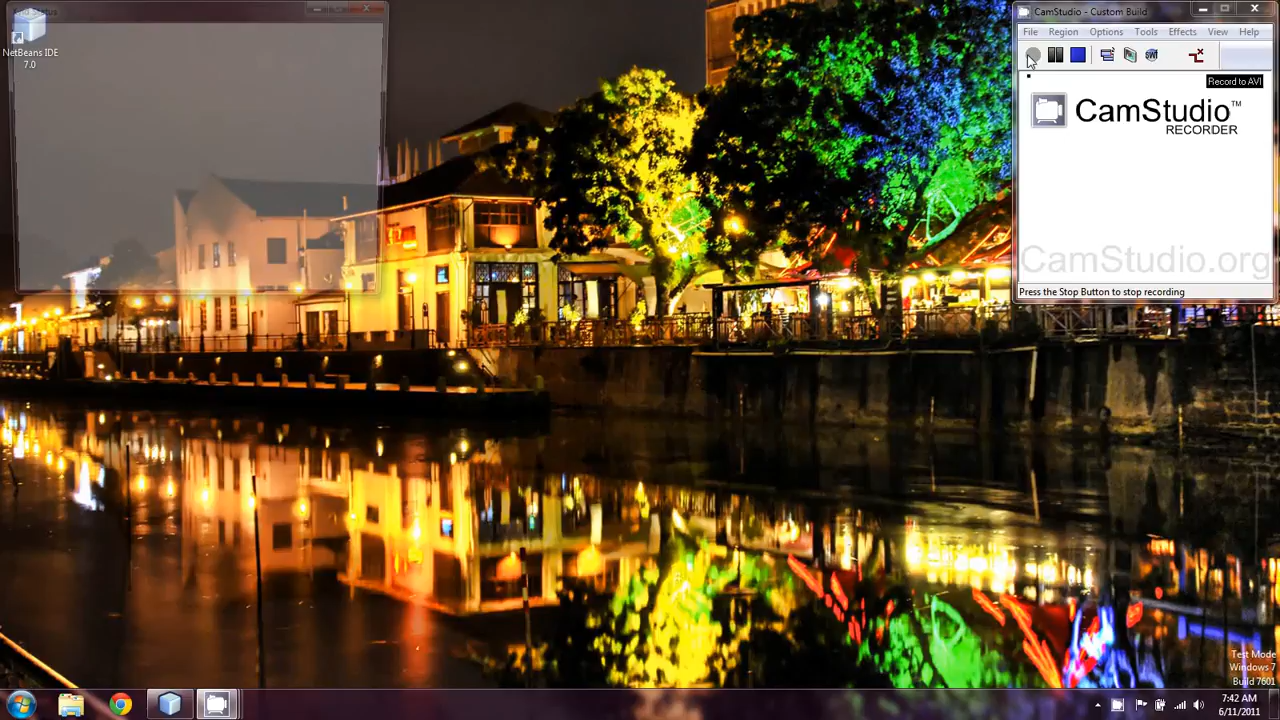 NetBeans IDE
7.0
CamStudio - Custom Build
File Region Options Tools Effects View Help
Record to AVI
CamStudio™
RECORDER
CamStudio.org
Press the Stop Button to stop recording
Test Mode
Windows 7
Build 7601
7:42 AM
6/11/2011